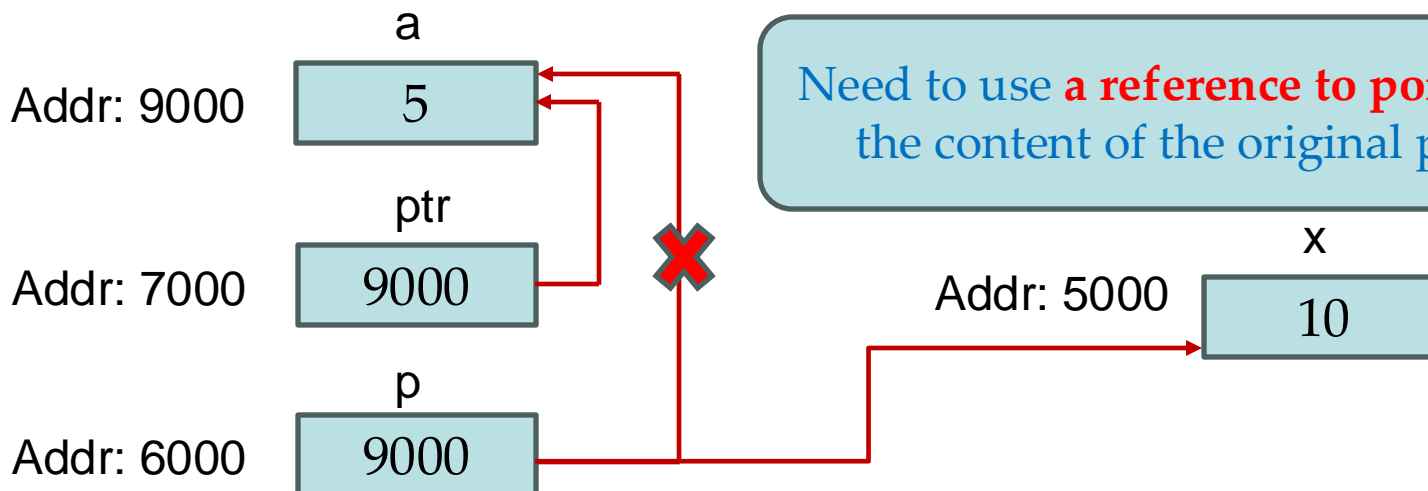 a
Addr: 9000
5
Need to use a reference to
the content of the original
ptr
Addr: 7000
9000
x
Addr: 5000
10
p
Addr: 6000
9000